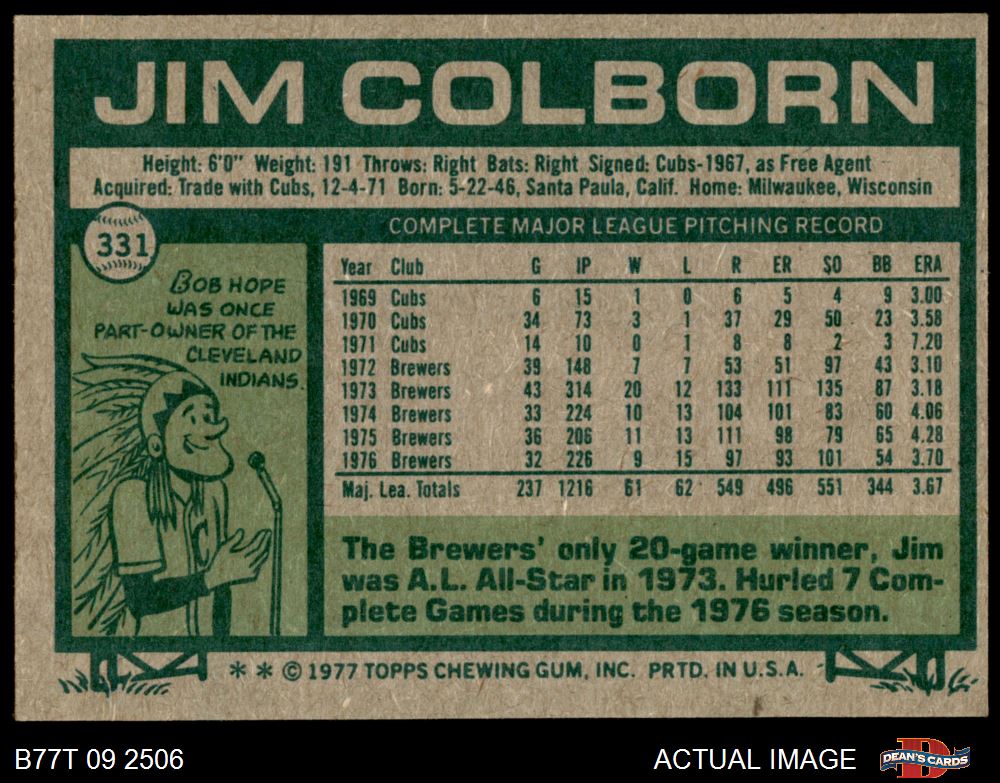 JIM COLBORN
Height: 6'0" Weight: 191 Throws: Right Bats: Right Signed: Cubs-1967, as Free Agent
Acquired: Trade with Cubs, 12-4-71 Born: 5-22-46, Santa Paula, Calif. Home: Milwaukee, Wisconsin
331
BOB HOPE
WAS ONCE
PART-OWNER OF THE
CLEVELAND
INDIANS.
C
COMPLETE MAJOR LEAGUE PITCHING RECORD
Year Club G IP W L R ER SO BB ERA
1969 Cubs 6 15 1 0 6 5 4 9 3.00
1970 Cubs 34 73 3 1 37 29 50 23 3.58
1971 Cubs 14 10 0 1 8 8 2 3 7.20
1972 Brewers 39 148 7 7 53 51 97 43 3.10
1973 Brewers 43 314 20 12 133 111 135 87 3.18
1974 Brewers 33 224 10 13 104 101 83 60 4.06
1975 Brewers 36 206 11 13 111 98 79 65 4.28
1976 Brewers 32 226 9 15 97 93 101 54 3.70
Maj. Lea. Totals 237 1216 61 62 549 496 551 344 3.67
The Brewers' only 20-game winner, Jim
was A.L. All-Star in 1973. Hurled 7 Com-
plete Games during the 1976 season.
* * © 1977 TOPPS CHEWING GUM, INC. PRTD. IN U.S.A.
B77T 09 2506
ACTUAL IMAGE
D
DEAN'S CARDS